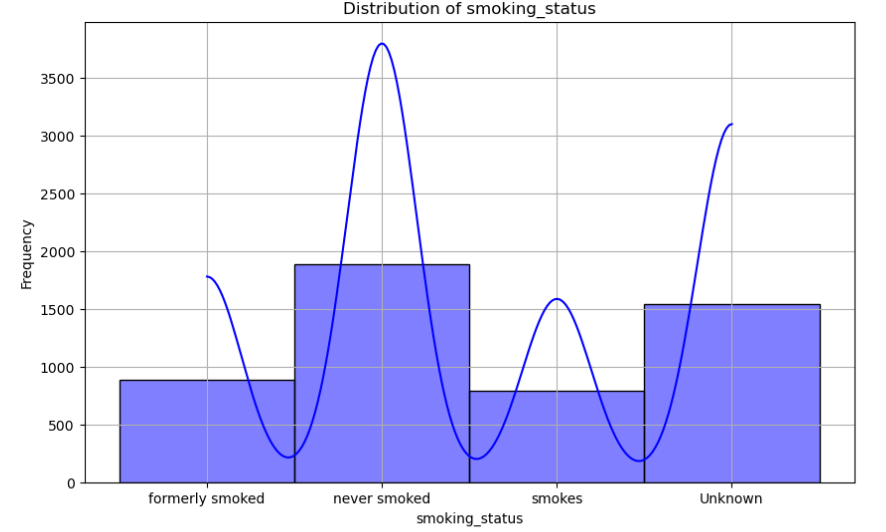 Distribution of smoking_status
3500
3000
2500
2000
1500
1000
500
0
Frequency
formerly smoked never smoked smokes Unknown
smoking_status